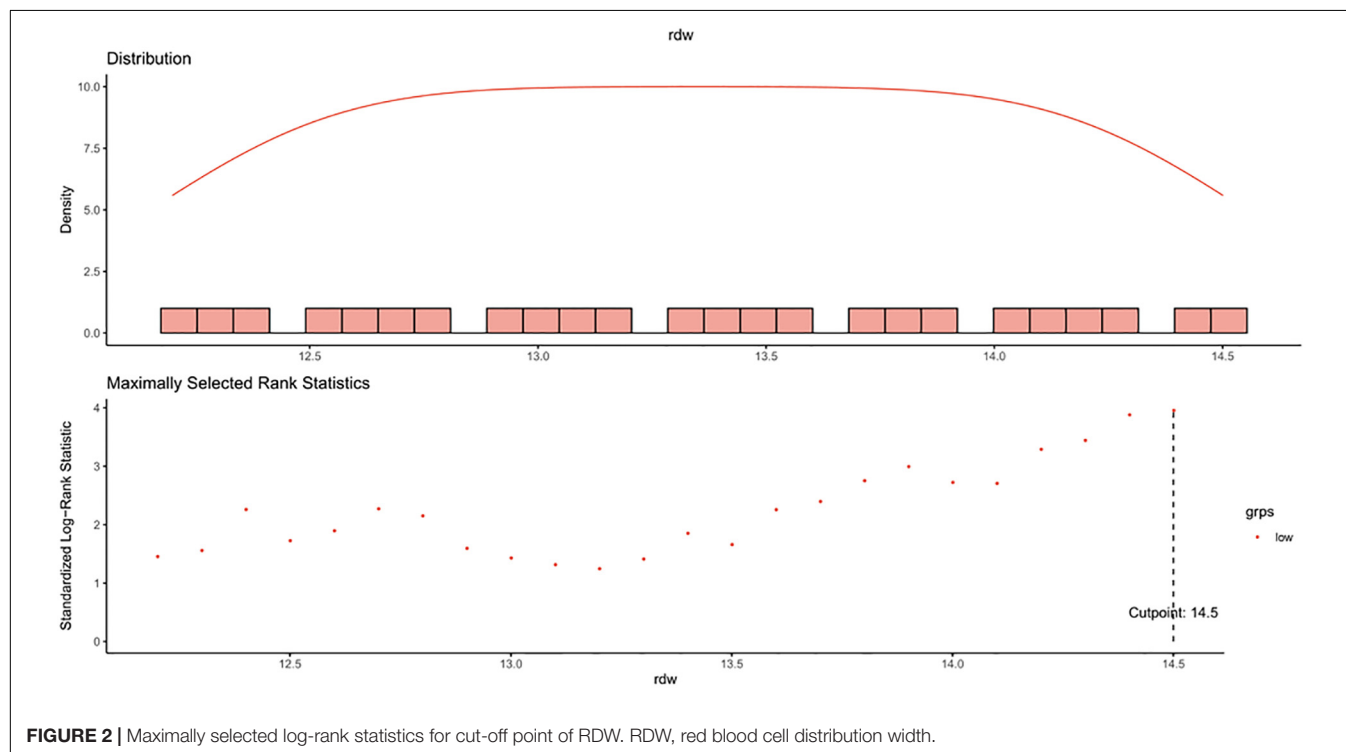 rdw
Distribution
Density
10.0
7.5
5.0
2.5
0.0
12.5 13.0 13.5 14.0 14.5
Maximally Selected Rank Statistics
Standardized Log-Rank Statistic
4
3
2
1
0
grps
low
Cutpoint: 14.5
12.5 13.0 13.5 14.0 14.5
rdw
FIGURE 2 | Maximally selected log-rank statistics for cut-off point of RDW. RDW, red blood cell distribution width.